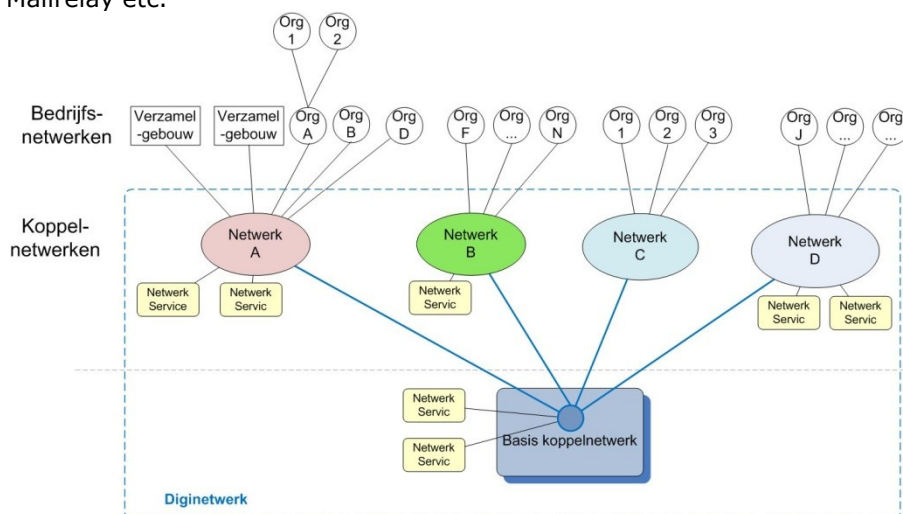 Mailrelay etc.
Org
1
Org
2
Bedrijfs-
netwerken
Verzamel
-gebouw
Verzamel
-gebouw
Org
A
Org
B
Org
D
Org
F
Org
...
Org
N
Org
1
Org
2
Org
3
Org
J
Org
...
Org
...
Koppel-
netwerken
Netwerk
A
Netwerk
B
Netwerk
C
Netwerk
D
Netwerk
Service
Netwerk
Servic
Netwerk
Servic
Netwerk
Servic
Netwerk
Servic
Netwerk
Servic
Netwerk
Servic
Basis koppelnetwerk
Diginetwerk